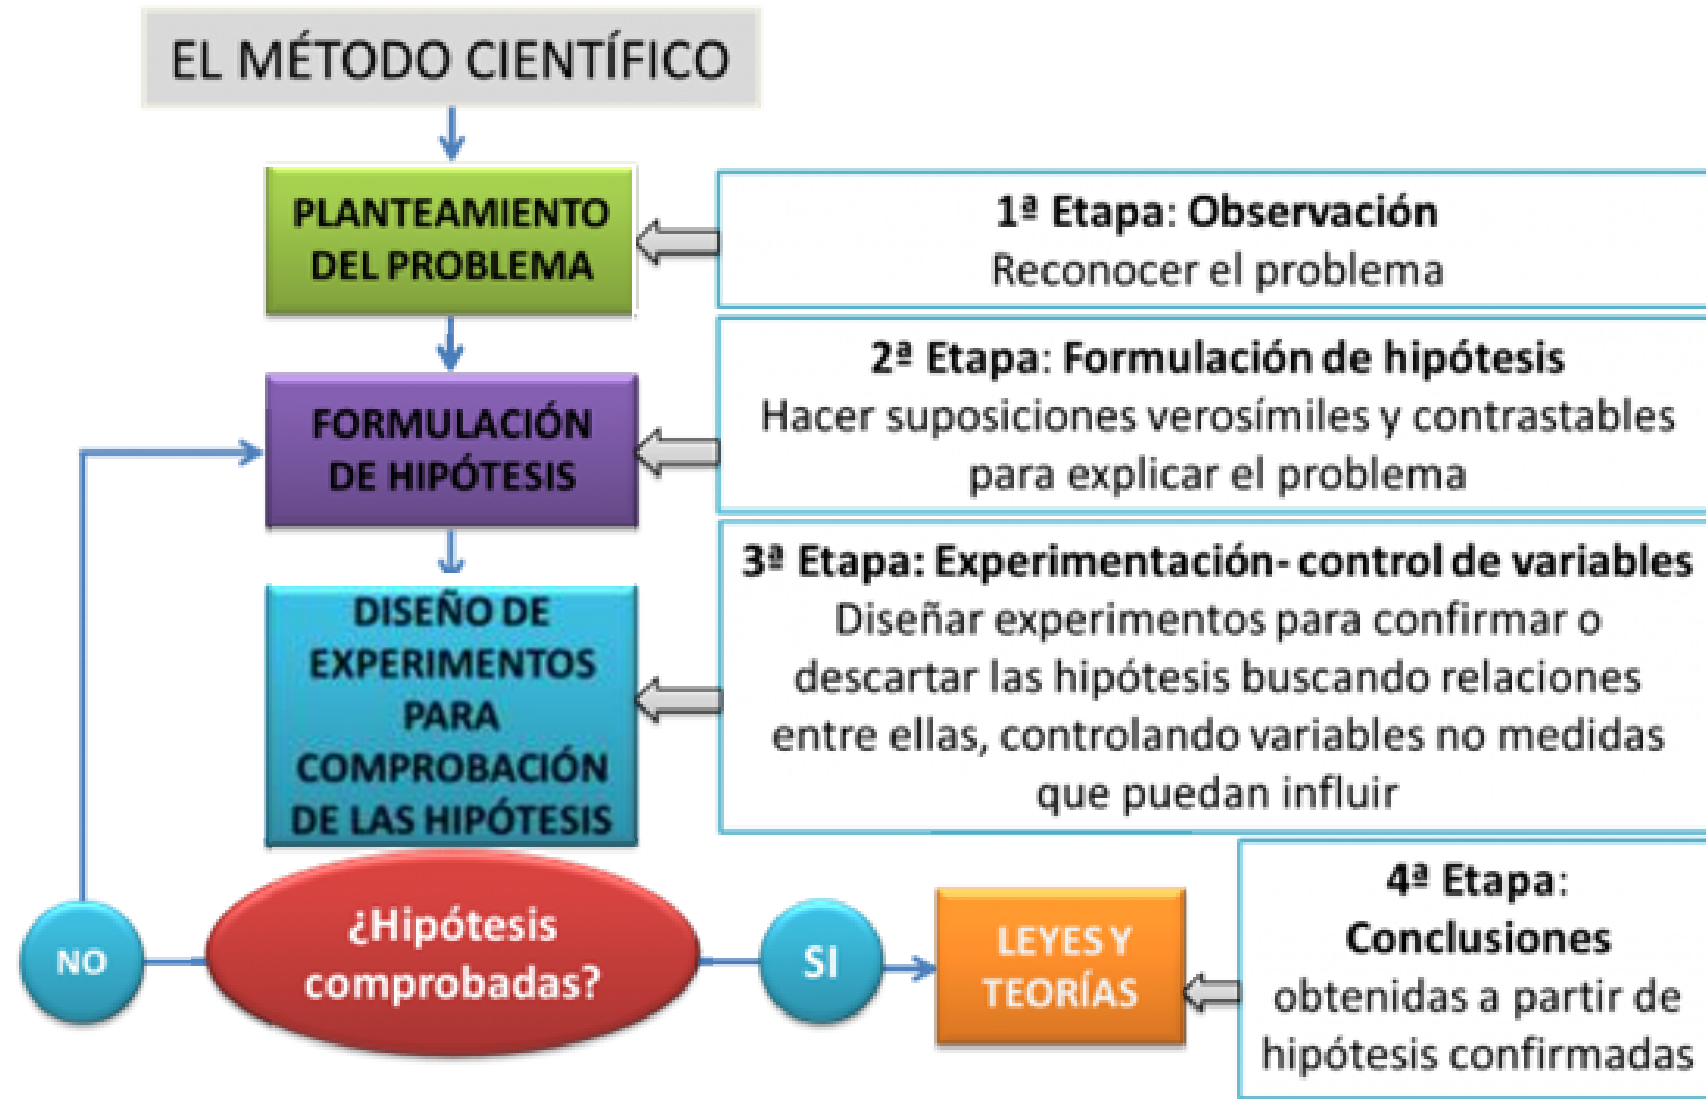 EL MÉTODO CIENTÍFICO
PLANTEAMIENTO
DEL PROBLEMA
1ª Etapa: Observación
Reconocer el problema
FORMULACIÓN
DE HIPÓTESIS
2ª Etapa: Formulación de hipótesis
Hacer suposiciones verosímiles y contrastables
para explicar el problema
DISEÑO DE
EXPERIMENTOS
PARA
COMPROBACIÓN
DE LAS HIPÓTESIS
3ª Etapa: Experimentación- control de variables
Diseñar experimentos para confirmar o
descartar las hipótesis buscando relaciones
entre ellas, controlando variables no medidas
que puedan influir
NO
¿Hipótesis
comprobadas?
SI
LEYES Y
TEORÍAS
4ª Etapa:
Conclusiones
obtenidas a partir de
hipótesis confirmadas